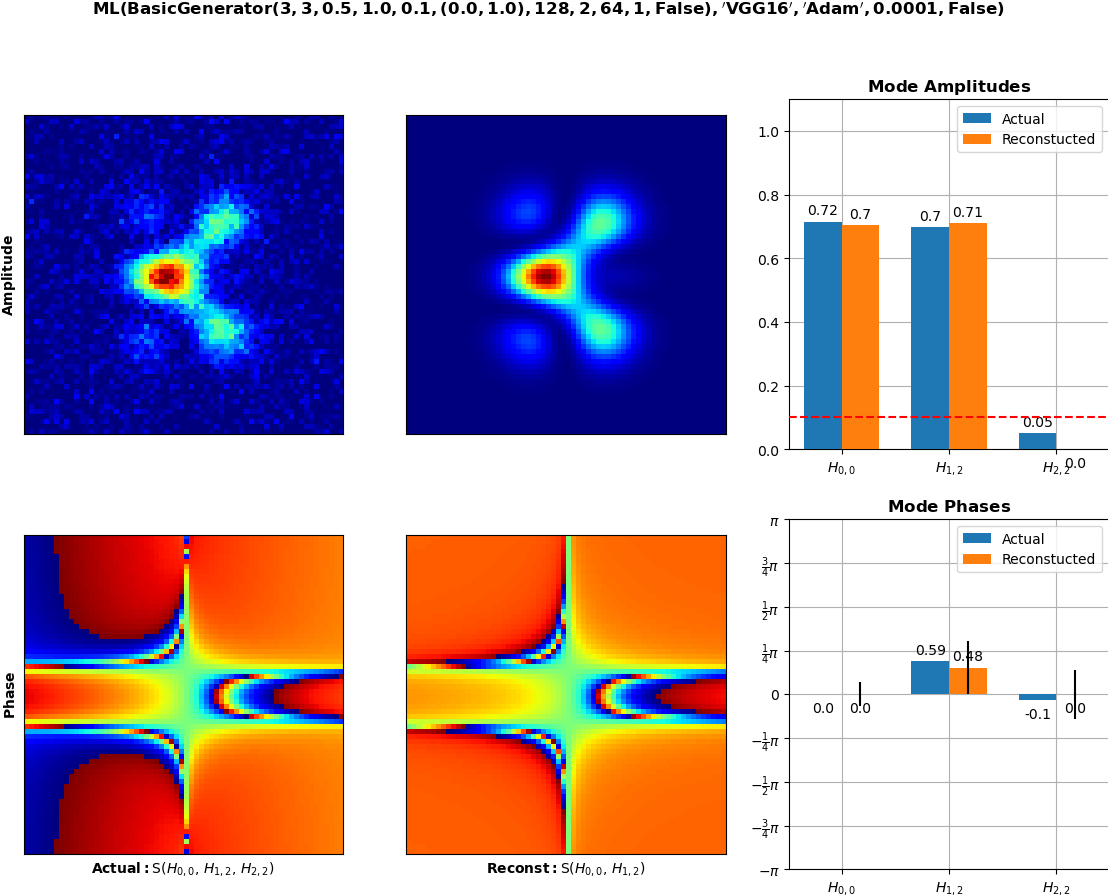 ML(BasicGenerator(3, 3, 0.5, 1.0, 0.1, (0.0, 1.0), 128, 2, 64, 1, False), ′VGG16′, ′Adam′, 0.0001, False)
Amplitude
Mode Amplitudes
Actual
Reconstucted
1.0
0.8
0.6
0.4
0.2
0.0
0.72
0.7
0.7
0.71
0.05
0.0
H0,0
H1,2
H2,2
Phase
Actual: S(H0,0, H1,2, H2,2)
Reconst: S(H0,0, H1,2)
Mode Phases
Actual
Reconstucted
π
3/4π
1/2π
1/4π
0
−1/4π
−1/2π
−3/4π
−π
0.0
0.0
0.59
0.48
-0.1
0.0
H0,0
H1,2
H2,2